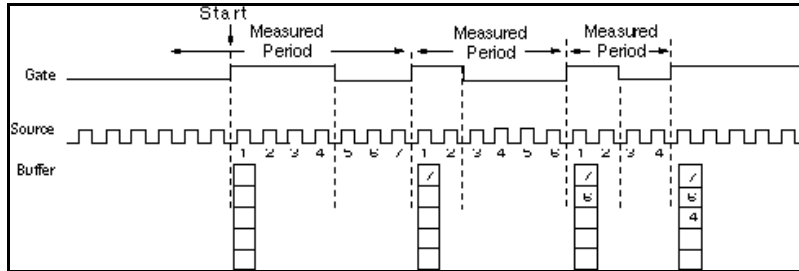 Start
Measured Period
Measured Period
Measured Period
Gate
Source
1 2 3 4 5 6 7 1 2 3 4 5 6 1 2 3 4
Buffer
7 7 7
6 6
4